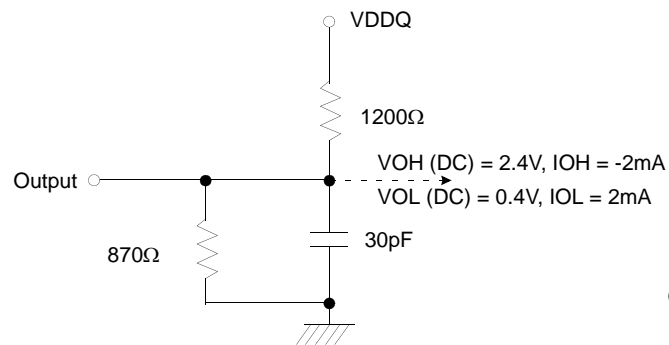 VDDQ
1200Ω
VOH (DC) = 2.4V, IOH = -2mA
Output
VOL (DC) = 0.4V, IOL = 2mA
870Ω
30pF